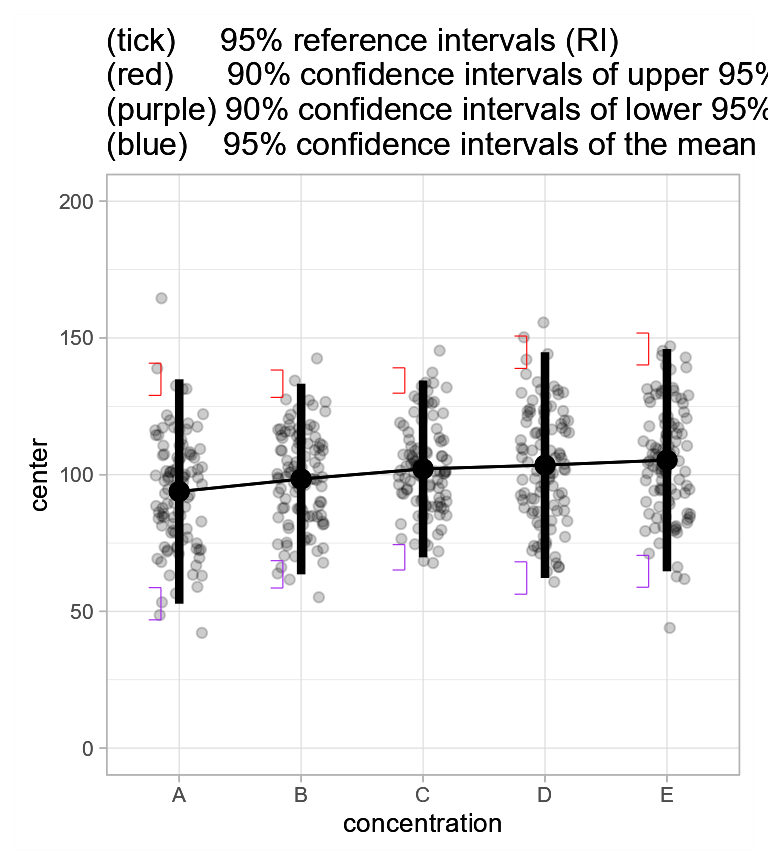 (tick) 95% reference intervals (RI)
(red) 90% confidence intervals of upper 95%
(purple) 90% confidence intervals of lower 95%
(blue) 95% confidence intervals of the mean
200
150
100
50
0
center
A B C D E
concentration